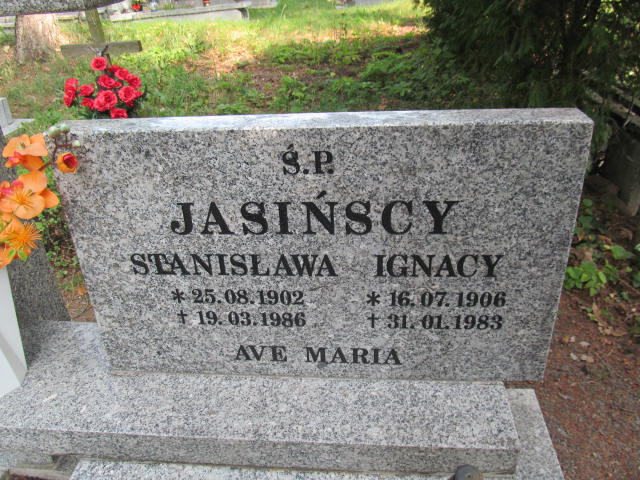 Ś.P.
JASIŃSCY
STANISŁAWA IGNACY
* 25.08.1902 * 16.07.1906
† 19.03.1986 † 31.01.1983
AVE MARIA